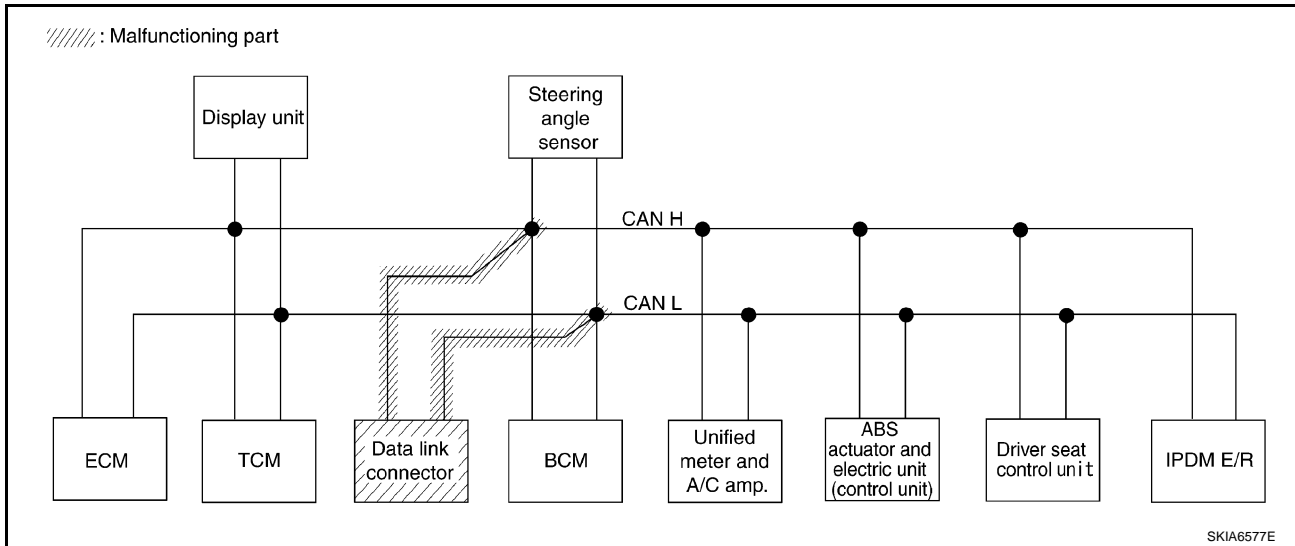 : Malfunctioning part
Display unit
Steering
angle
sensor
CAN H
CAN L
ECM
TCM
Data link
connector
BCM
Unified
meter and
A/C amp.
ABS
actuator and
electric unit
(control unit)
Driver seat
control unit
IPDM E/R
SKIA6577E